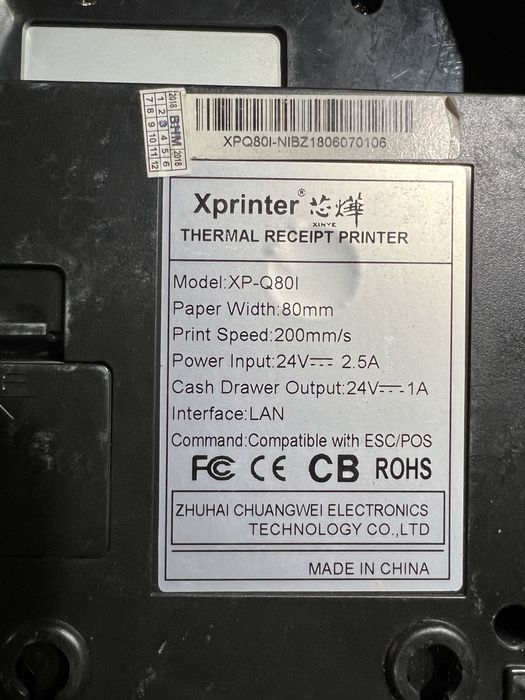 2018 BHM 2018
1 2 3 4 5 6
7 8 9 10 11 12
XPQ80I-NIBZ1806070106
Xprinter® 芯烨
XINYE
THERMAL RECEIPT PRINTER
Model:XP-Q80I
Paper Width:80mm
Print Speed:200mm/s
Power Input:24V⎓ 2.5A
Cash Drawer Output:24V⎓1A
Interface:LAN
Command:Compatible with ESC/POS
FC CE CB ROHS
ZHUHAI CHUANGWEI ELECTRONICS
TECHNOLOGY CO.,LTD
MADE IN CHINA